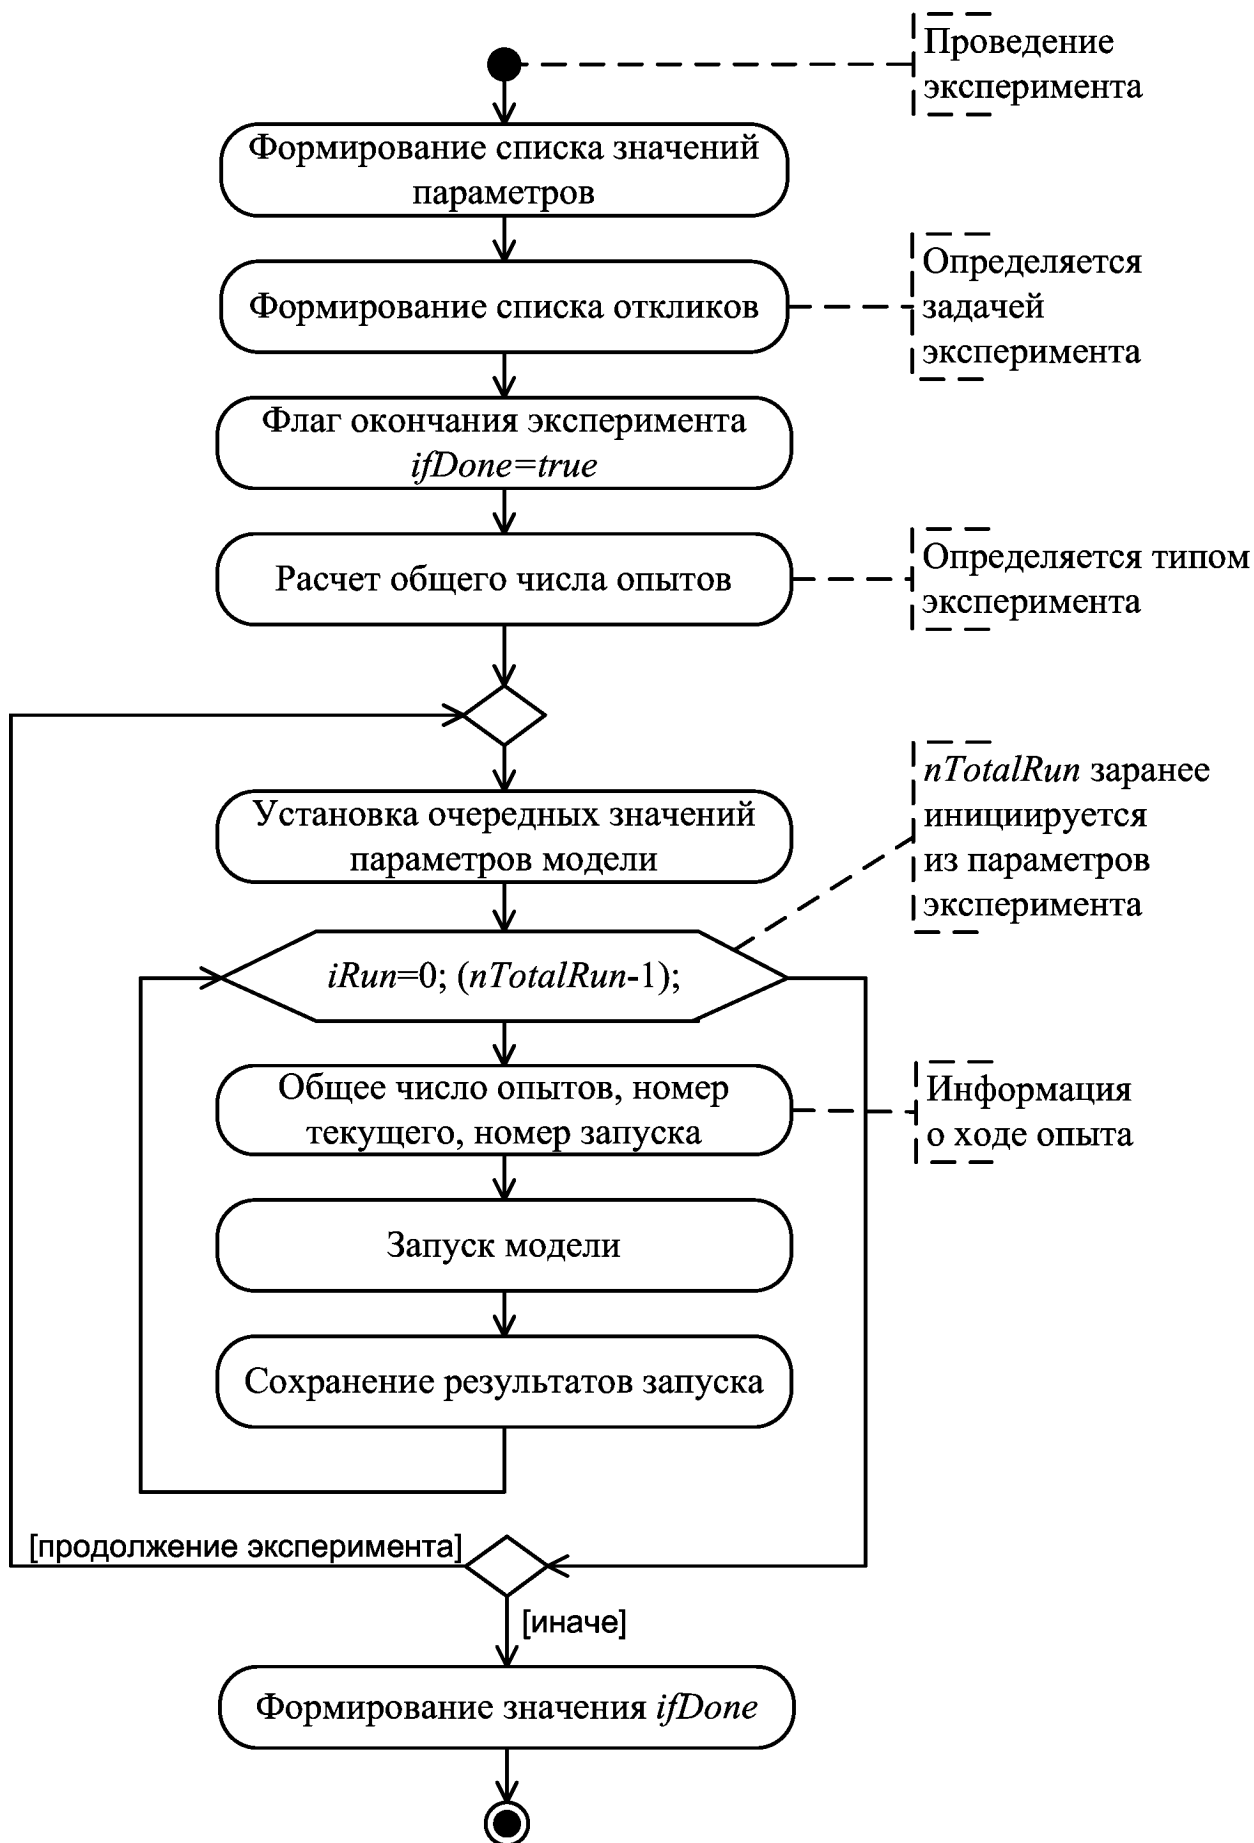 Проведение
эксперимента
Формирование списка значений
параметров
Формирование списка откликов
Определяется
задачей
эксперимента
Флаг окончания эксперимента
ifDone=true
Расчет общего числа опытов
Определяется типом
эксперимента
Установка очередных значений
параметров модели
nTotalRun заранее
инициируется
из параметров
эксперимента
iRun=0; (nTotalRun-1);
Общее число опытов, номер
текущего, номер запуска
Информация
о ходе опыта
Запуск модели
Сохранение результатов запуска
[продолжение эксперимента]
[иначе]
Формирование значения ifDone